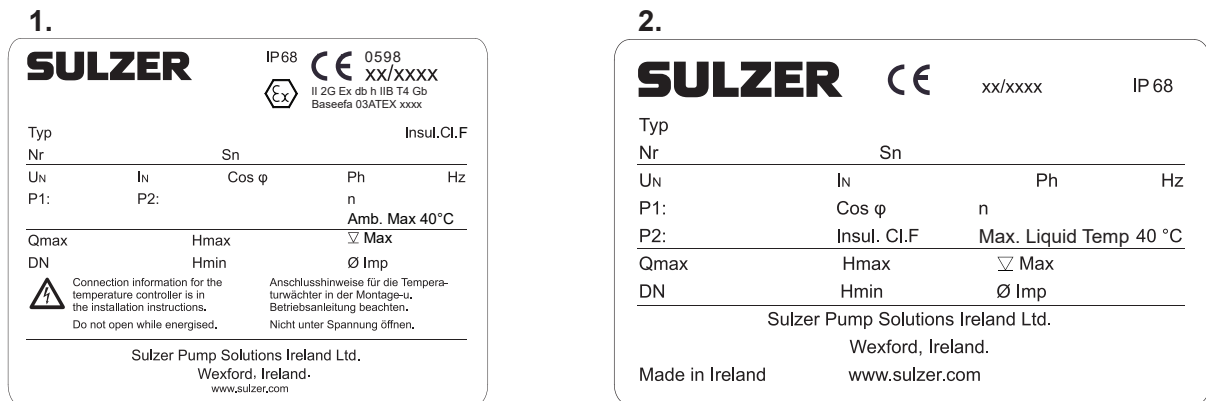 1.
SULZER IP68 CE 0598
xx/xxxx
Ex II 2G Ex db h IIB T4 Gb
Baseefa 03ATEX xxxx
Typ Insul.Cl.F
Nr Sn
UN IN Cos φ Ph Hz
P1: P2: n
Amb. Max 40°C
Qmax Hmax ▽ Max
DN Hmin Ø Imp
Connection information for the
temperature controller is in
the installation instructions.
Do not open while energised.
Anschlusshinweise für die Tempera-
turwächter in der Montage-u.
Betriebsanleitung beachten.
Nicht unter Spannung öffnen.
Sulzer Pump Solutions Ireland Ltd.
Wexford, Ireland.
www.sulzer.com
2.
SULZER CE xx/xxxx IP 68
Typ
Nr Sn
UN IN Ph Hz
P1: Cos φ n
P2: Insul. Cl.F Max. Liquid Temp 40 °C
Qmax Hmax ▽ Max
DN Hmin Ø Imp
Sulzer Pump Solutions Ireland Ltd.
Wexford, Ireland.
Made in Ireland www.sulzer.com